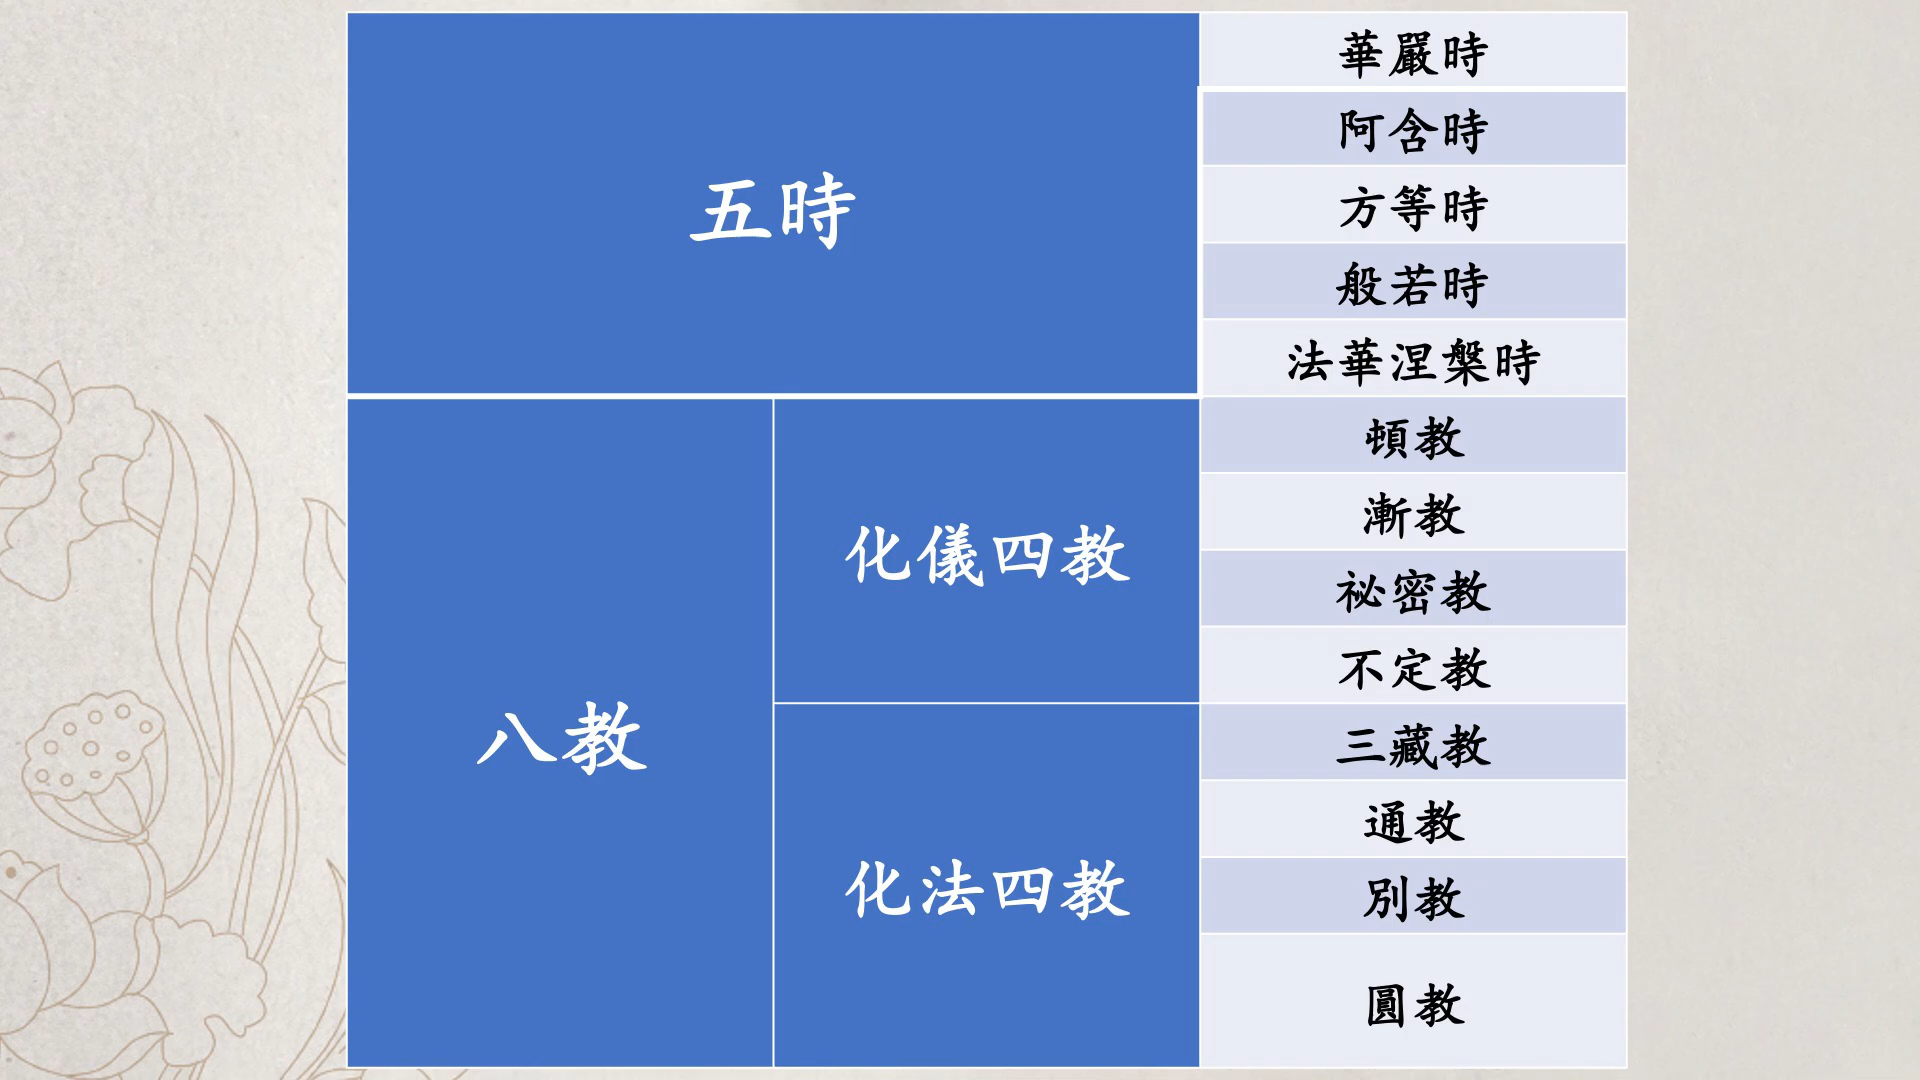 五時
華嚴時
阿含時
方等時
般若時
法華涅槃時
八教
化儀四教
頓教
漸教
祕密教
不定教
化法四教
三藏教
通教
別教
圓教